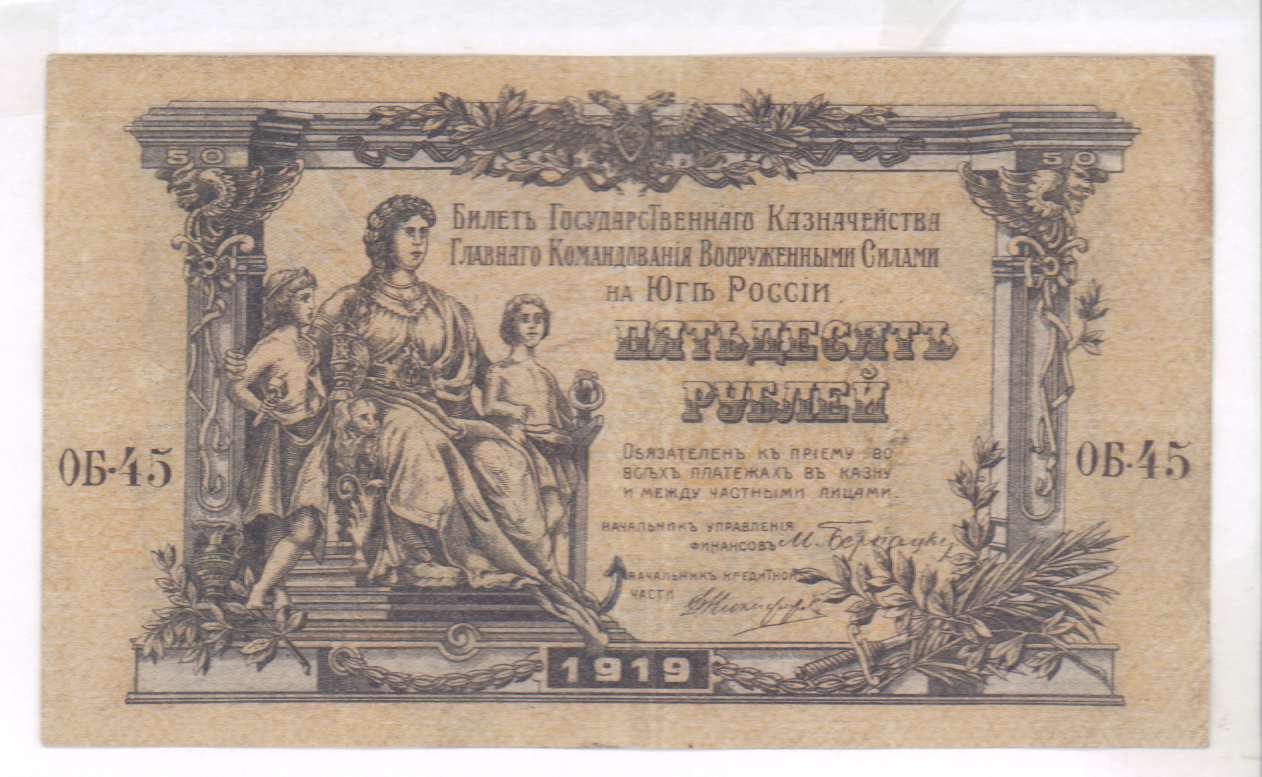 50
50
Билетъ Государственнаго Казначейства
Главнаго Командованія Вооруженными Силами
на Югѣ Россіи.
ПЯТЬДЕСЯТЪ
РУБЛЕЙ
ОБ-45
ОБ-45
Обязателенъ къ пріему во
всѣхъ платежахъ въ казну
и между частными лицами.
Начальникъ управленія
финансовъ М. Бернацкій
Начальникъ кредитной
части
1919